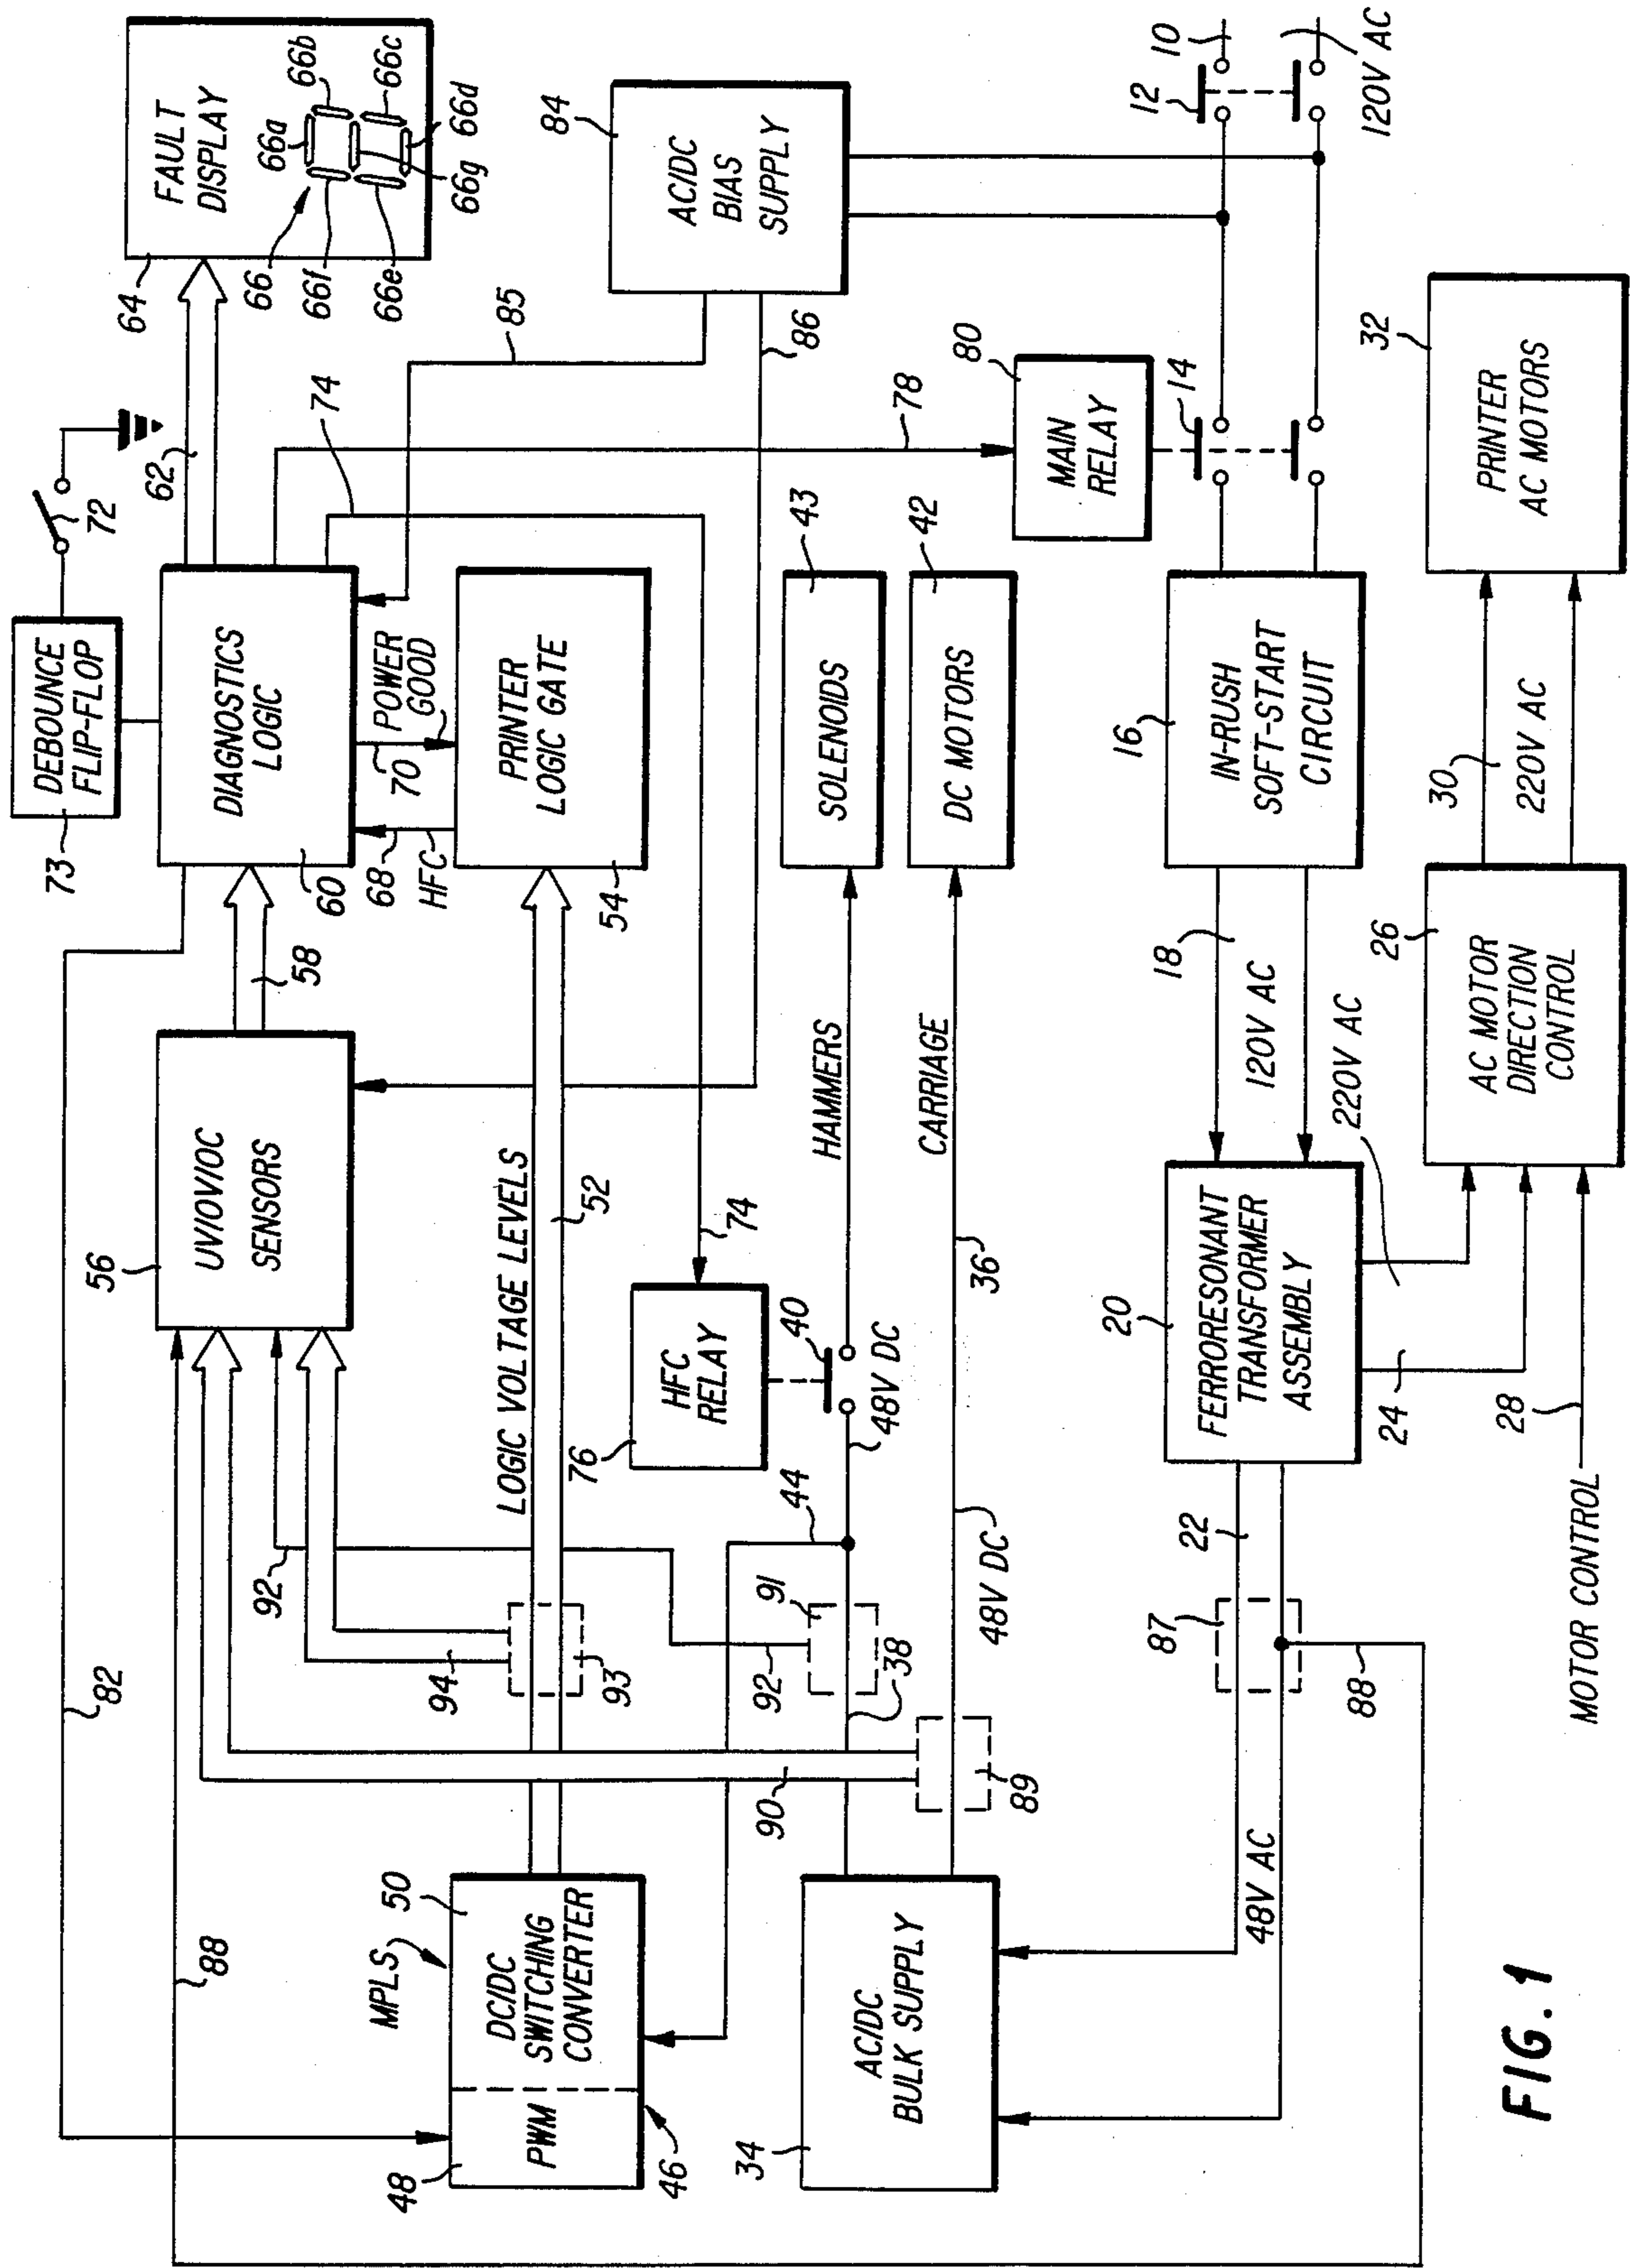 73
DEBOUNCE
FLIP-FLOP
72
82
88
56
UV/OV/OC
SENSORS
58
60
DIAGNOSTICS
LOGIC
62
64
FAULT
DISPLAY
66
66a
66b
66c
66d
66e
66f
66g
92
94
93
LOGIC VOLTAGE LEVELS
52
68
HFC
70
POWER
GOOD
54
PRINTER
LOGIC GATE
74
85
86
78
84
AC/DC
BIAS
SUPPLY
MPLS
50
48
PWM
DC/DC
SWITCHING
CONVERTER
46
90
92
91
38
44
76
HFC
RELAY
74
40
48V DC
HAMMERS
SOLENOIDS
43
34
AC/DC
BULK SUPPLY
89
48V DC
36
CARRIAGE
DC MOTORS
42
80
MAIN
RELAY
14
12
10
120V AC
48V AC
87
88
22
20
FERRORESONANT
TRANSFORMER
ASSEMBLY
18
120V AC
16
IN-RUSH
SOFT-START
CIRCUIT
24
220V AC
28
MOTOR CONTROL
26
AC MOTOR
DIRECTION
CONTROL
30
220V AC
32
PRINTER
AC MOTORS
FIG. 1